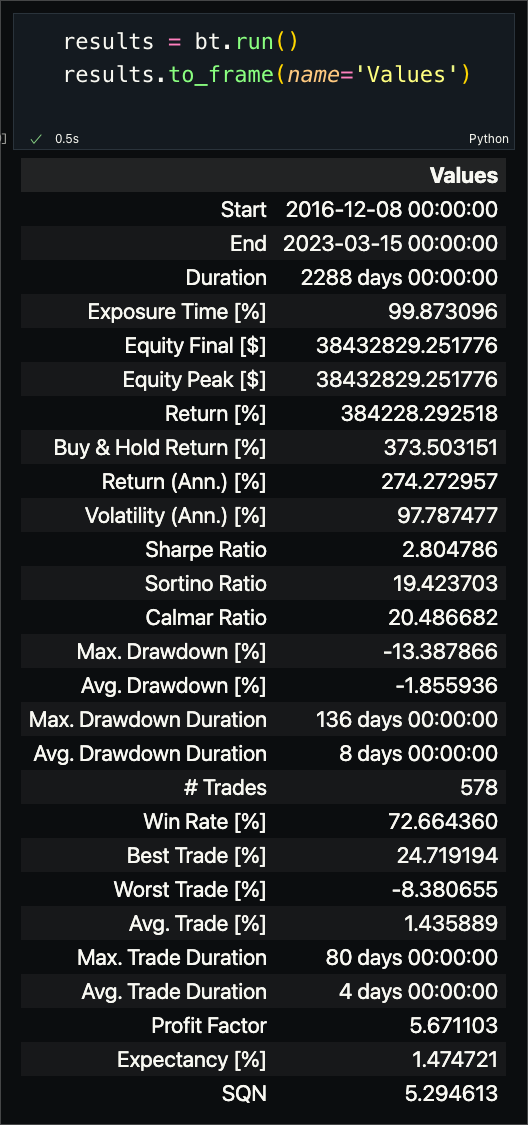 results = bt.run()
results.to_frame(name='Values')
]
✓ 0.5s Python
Values
Start 2016-12-08 00:00:00
End 2023-03-15 00:00:00
Duration 2288 days 00:00:00
Exposure Time [%] 99.873096
Equity Final [$] 38432829.251776
Equity Peak [$] 38432829.251776
Return [%] 384228.292518
Buy & Hold Return [%] 373.503151
Return (Ann.) [%] 274.272957
Volatility (Ann.) [%] 97.787477
Sharpe Ratio 2.804786
Sortino Ratio 19.423703
Calmar Ratio 20.486682
Max. Drawdown [%] -13.387866
Avg. Drawdown [%] -1.855936
Max. Drawdown Duration 136 days 00:00:00
Avg. Drawdown Duration 8 days 00:00:00
# Trades 578
Win Rate [%] 72.664360
Best Trade [%] 24.719194
Worst Trade [%] -8.380655
Avg. Trade [%] 1.435889
Max. Trade Duration 80 days 00:00:00
Avg. Trade Duration 4 days 00:00:00
Profit Factor 5.671103
Expectancy [%] 1.474721
SQN 5.294613